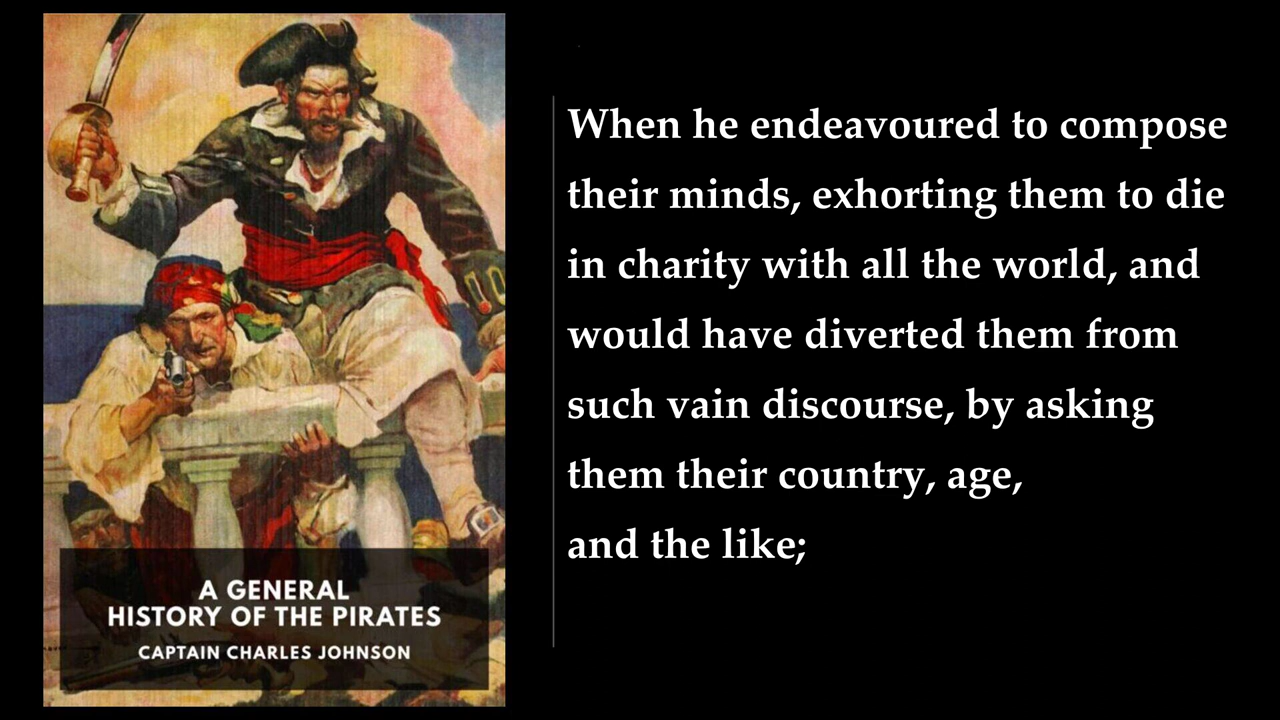 A GENERAL
HISTORY OF THE PIRATES
CAPTAIN CHARLES JOHNSON
When he endeavoured to compose
their minds, exhorting them to die
in charity with all the world, and
would have diverted them from
such vain discourse, by asking
them their country, age,
and the like;